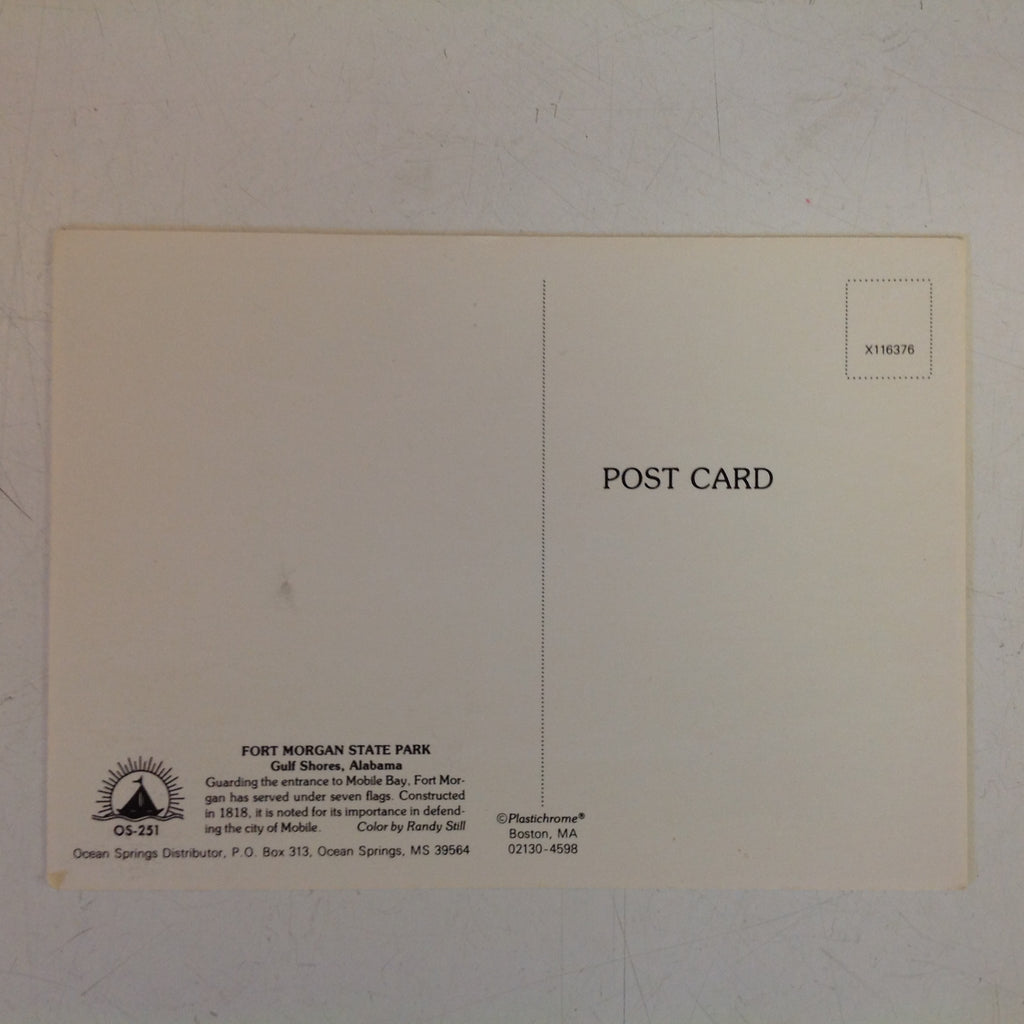 X116376
POST CARD
FORT MORGAN STATE PARK
Gulf Shores, Alabama
Guarding the entrance to Mobile Bay, Fort Mor-
gan has served under seven flags. Constructed
in 1818, it is noted for its importance in defend-
ing the city of Mobile. Color by Randy Still
OS-251
Ocean Springs Distributor, P.O. Box 313, Ocean Springs, MS 39564
©Plastichrome®
Boston, MA
02130-4598